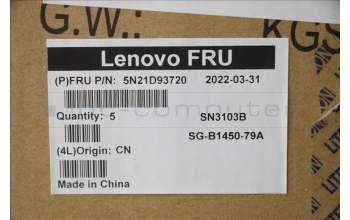 G.W.:
KGS
Lenovo FRU
(P)FRU P/N: 5N21D93720 2022-03-31
Quantity: 5 SN3103B
SG-B1450-79A
(4L)Origin: CN
Made in China
LITEON